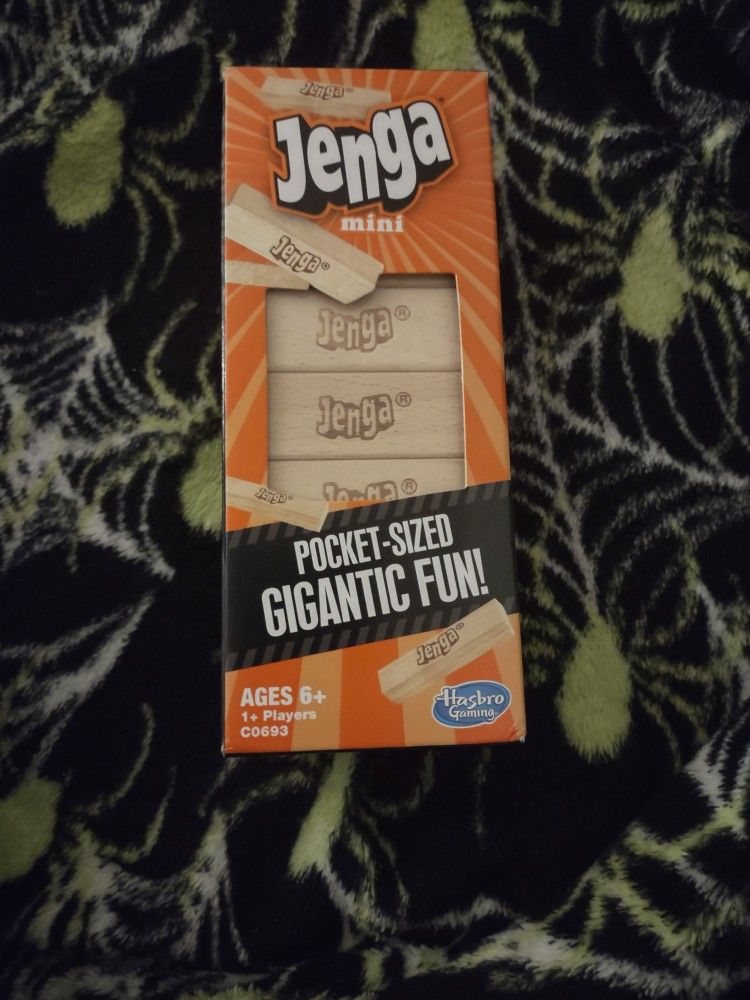 Jenga®
Jenga®
mini
Jenga®
Jenga®
Jenga®
Jenga®
Jenga®
POCKET-SIZED
GIGANTIC FUN!
Jenga®
AGES 6+
1+ Players
C0693
Hasbro
Gaming